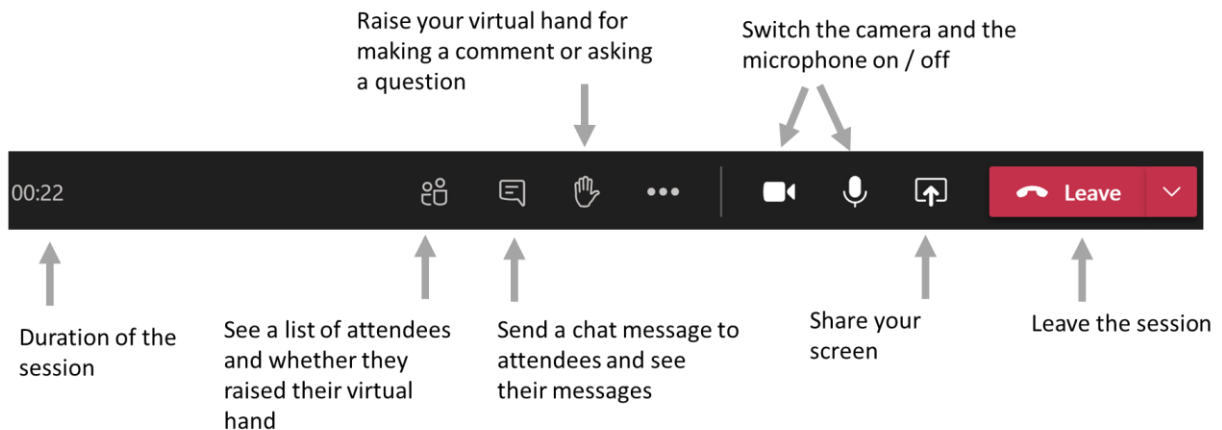 Raise your virtual hand for
making a comment or asking
a question
Switch the camera and the
microphone on / off
00:22
Leave
Duration of the
session
See a list of attendees
and whether they
raised their virtual
hand
Send a chat message to
attendees and see
their messages
Share your
screen
Leave the session